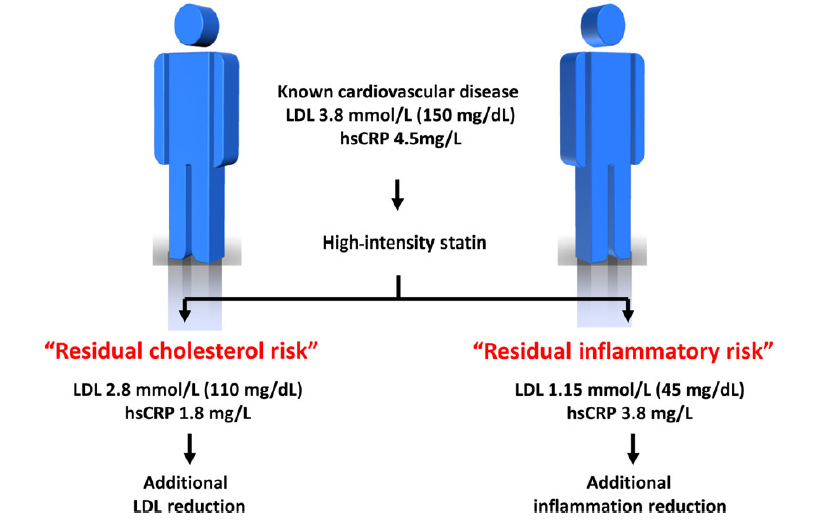 Known cardiovascular disease
LDL 3.8 mmol/L (150 mg/dL)
hsCRP 4.5mg/L
High-intensity statin
“Residual cholesterol risk”
LDL 2.8 mmol/L (110 mg/dL)
hsCRP 1.8 mg/L
Additional
LDL reduction
“Residual inflammatory risk”
LDL 1.15 mmol/L (45 mg/dL)
hsCRP 3.8 mg/L
Additional
inflammation reduction